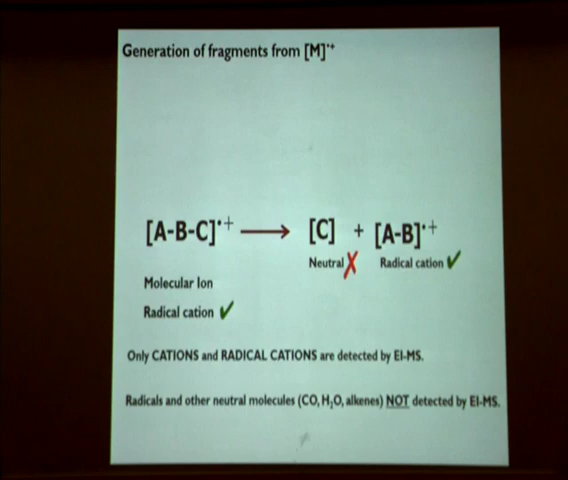 Generation of fragments from [M]·+
[A-B-C]·+ ⟶ [C] + [A-B]·+
Neutral ✗ Radical cation ✓
Molecular Ion
Radical cation ✓
Only CATIONS and RADICAL CATIONS are detected by EI-MS.
Radicals and other neutral molecules (CO, H₂O, alkenes) NOT detected by EI-MS.